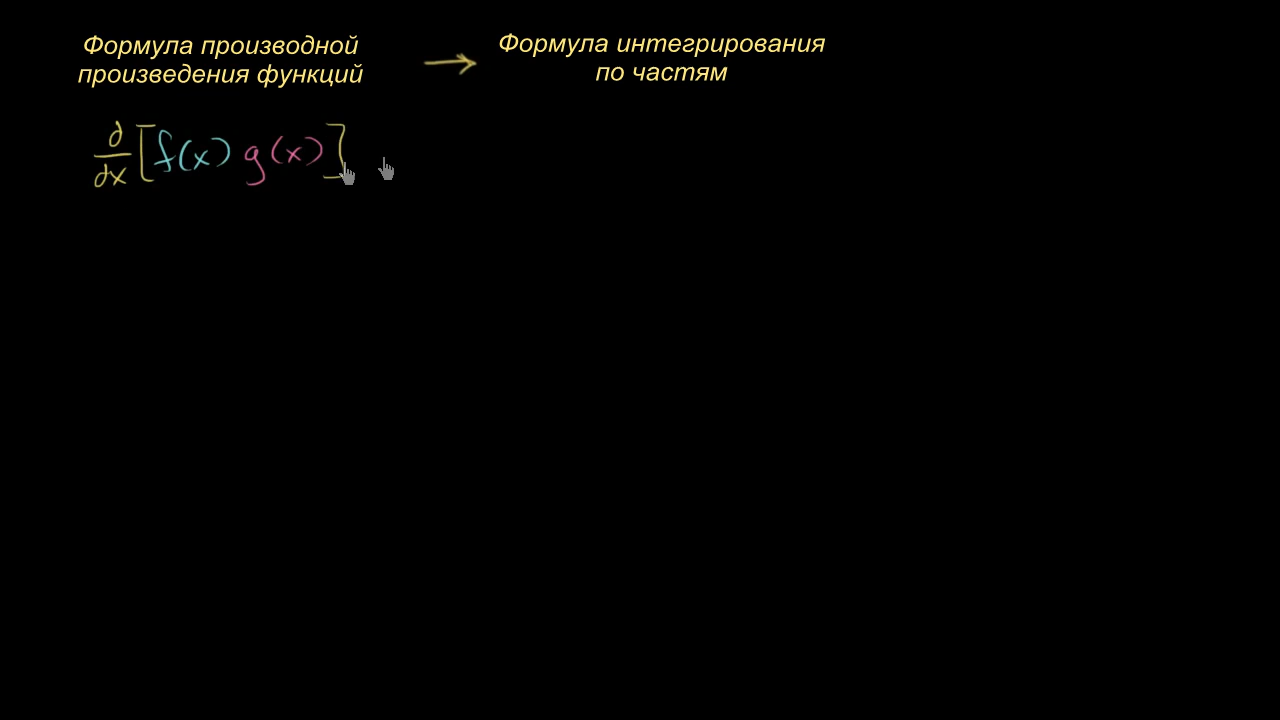 Формула производной
произведения функций
→
Формула интегрирования
по частям
d/dx [f(x) g(x)]